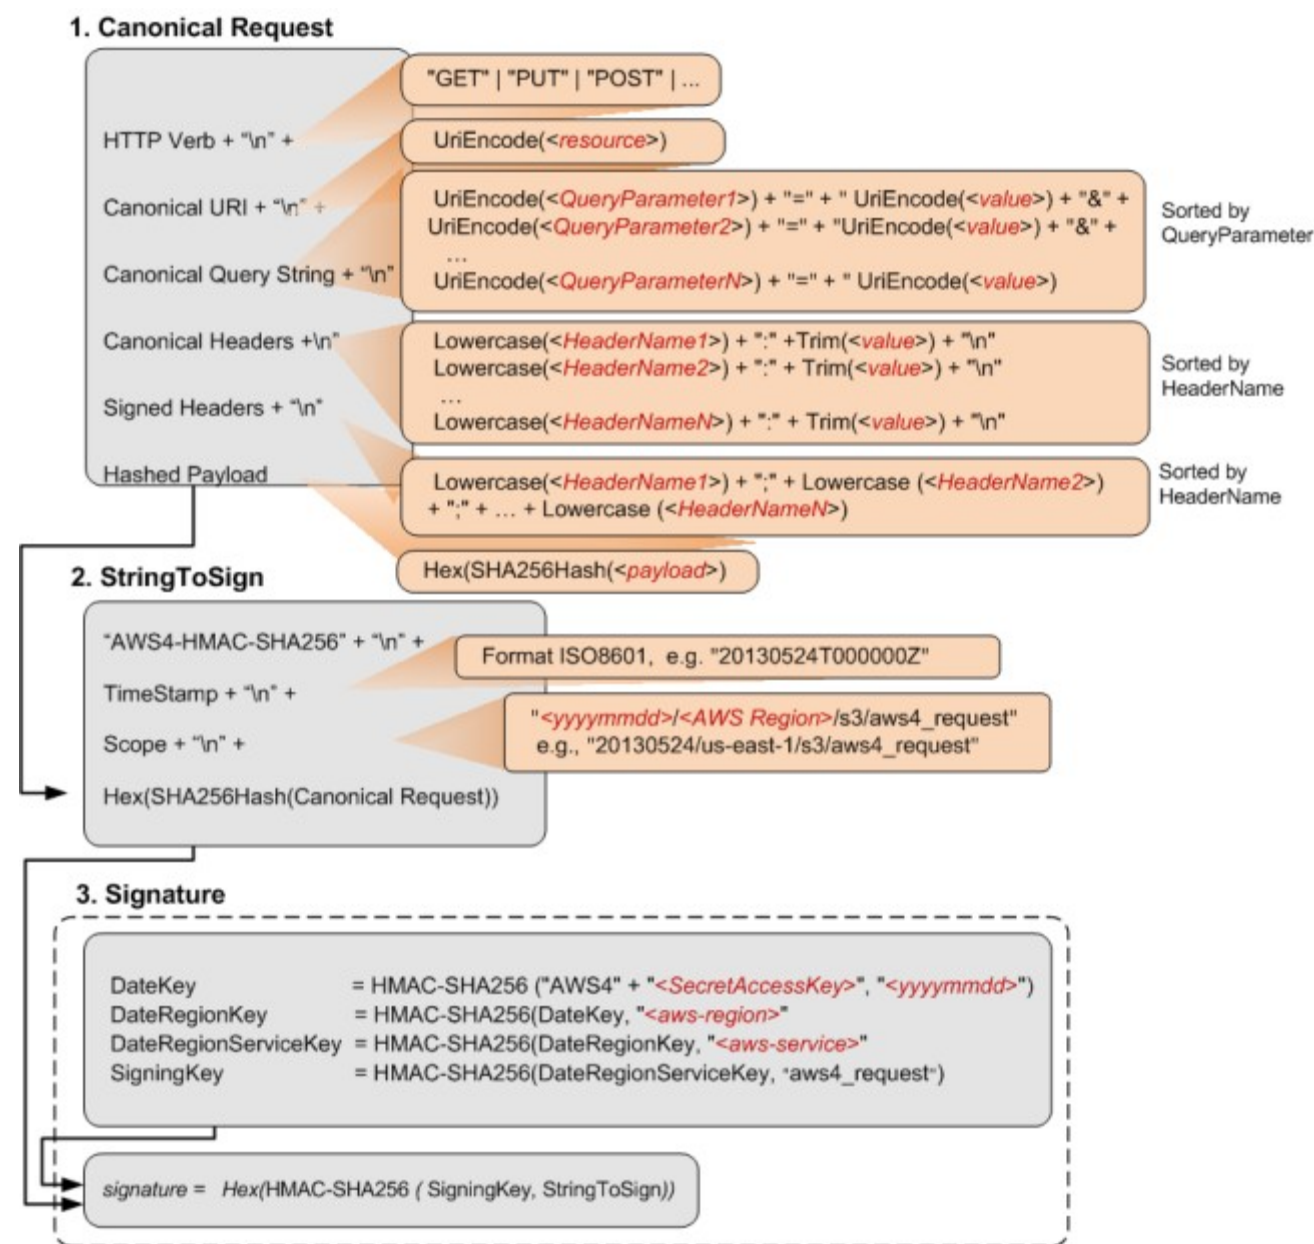 1. Canonical Request
"GET" | "PUT" | "POST" | ...
HTTP Verb + “\n” +
UriEncode(<resource>)
Canonical URI + “\n” +
UriEncode(<QueryParameter1>) + "=" + " UriEncode(<value>) + "&" +
UriEncode(<QueryParameter2>) + "=" + "UriEncode(<value>) + "&" +
...
UriEncode(<QueryParameterN>) + "=" + " UriEncode(<value>)
Sorted by
QueryParameter
Canonical Query String + “\n”
Canonical Headers +\n”
Lowercase(<HeaderName1>) + ":" +Trim(<value>) + "\n"
Lowercase(<HeaderName2>) + ":" + Trim(<value>) + "\n"
...
Lowercase(<HeaderNameN>) + ":" + Trim(<value>) + "\n"
Sorted by
HeaderName
Signed Headers + “\n”
Hashed Payload
Lowercase(<HeaderName1>) + ";" + Lowercase (<HeaderName2>)
+ ";" + ... + Lowercase (<HeaderNameN>)
Sorted by
HeaderName
Hex(SHA256Hash(<payload>)
2. StringToSign
“AWS4-HMAC-SHA256” + “\n” +
Format ISO8601, e.g. "20130524T000000Z"
TimeStamp + “\n” +
"<yyyymmdd>/<AWS Region>/s3/aws4_request"
e.g., "20130524/us-east-1/s3/aws4_request"
Scope + “\n” +
Hex(SHA256Hash(Canonical Request))
3. Signature
DateKey = HMAC-SHA256 ("AWS4" + "<SecretAccessKey>", "<yyyymmdd>")
DateRegionKey = HMAC-SHA256(DateKey, "<aws-region>"
DateRegionServiceKey = HMAC-SHA256(DateRegionKey, "<aws-service>"
SigningKey = HMAC-SHA256(DateRegionServiceKey, "aws4_request")
signature = Hex(HMAC-SHA256 ( SigningKey, StringToSign))